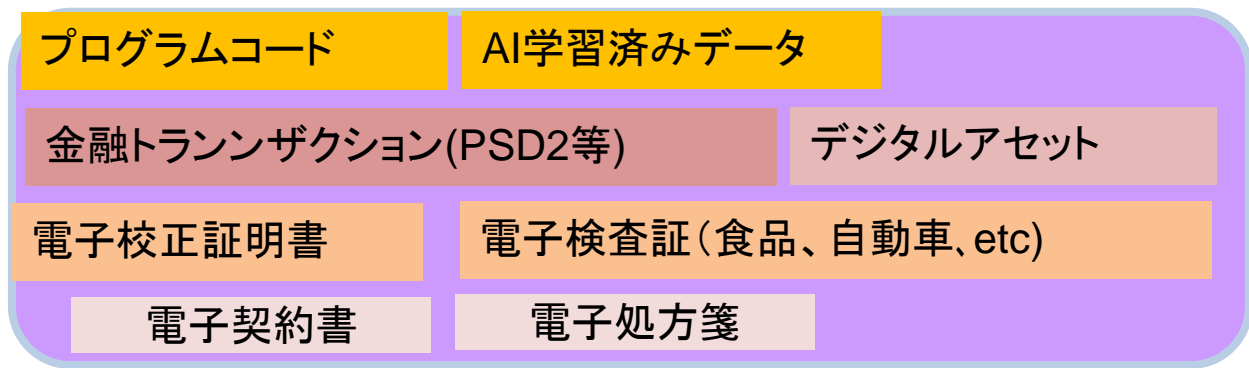 プログラムコード
AI学習済みデータ
金融トランンザクション(PSD2等)
デジタルアセット
電子校正証明書
電子検査証(食品、自動車、etc)
電子契約書
電子処方箋